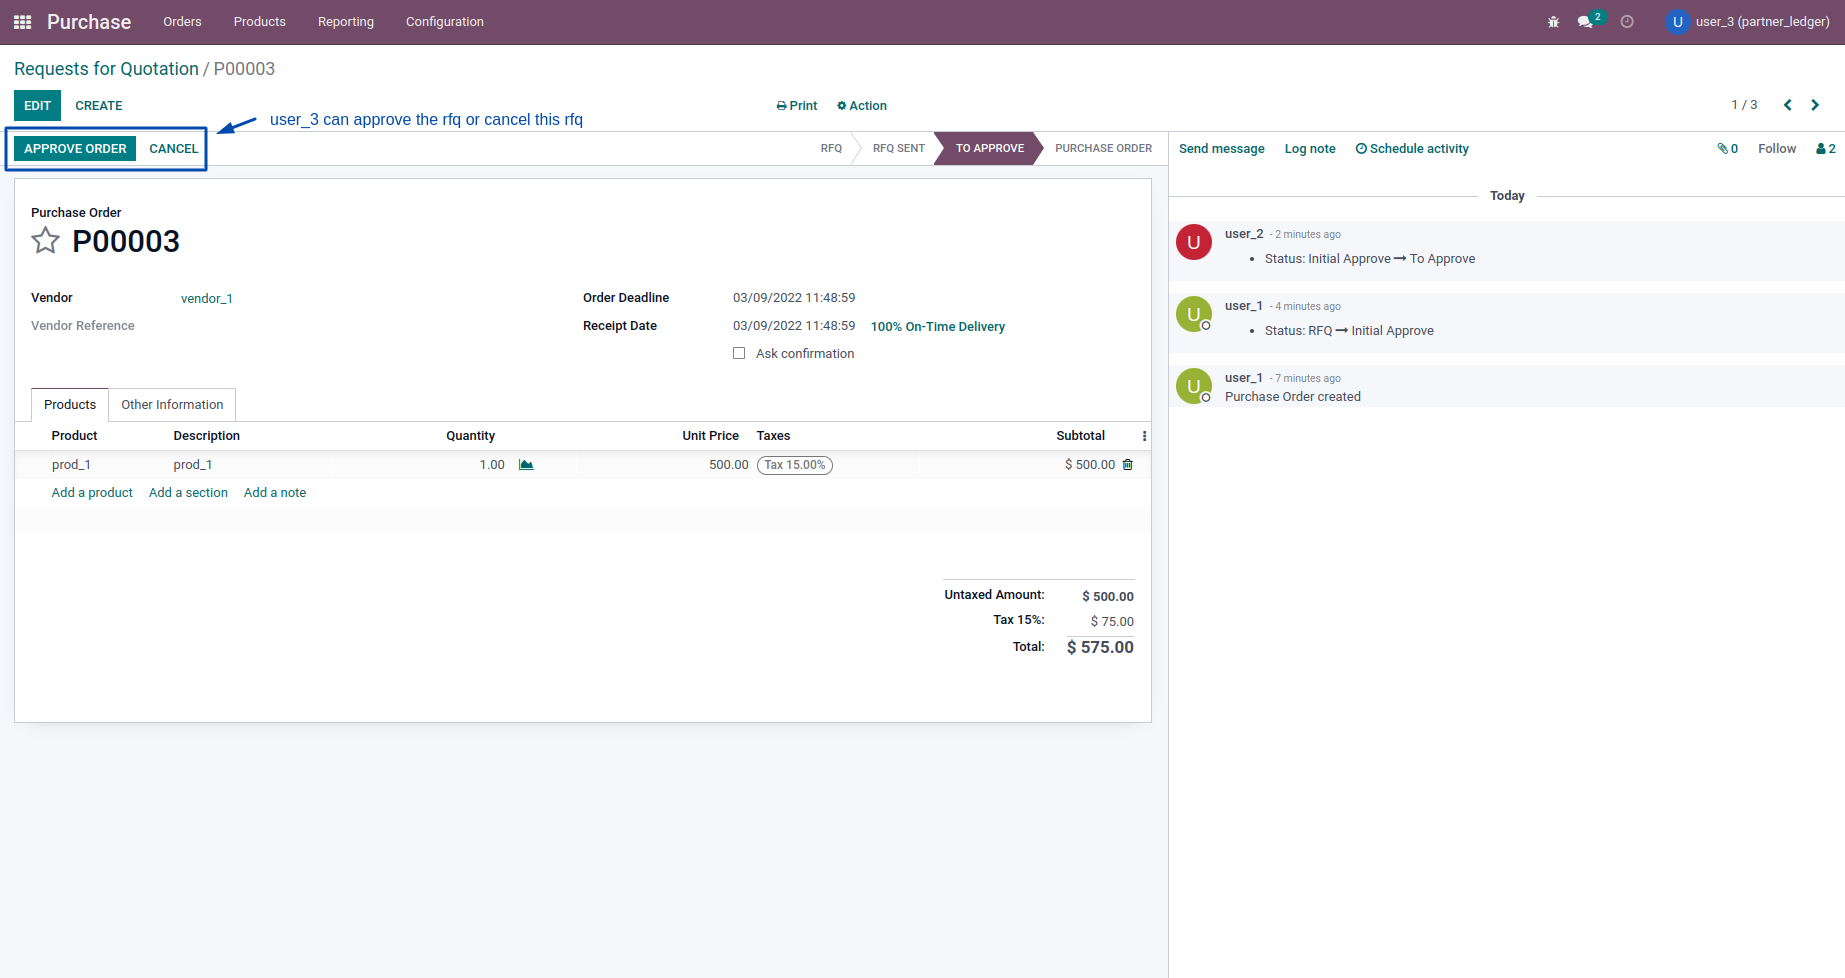 Purchase Orders Products Reporting Configuration 2 U user_3 (partner_ledger)
Requests for Quotation / P00003
EDIT CREATE Print Action 1 / 3
user_3 can approve the rfq or cancel this rfq
APPROVE ORDER CANCEL RFQ RFQ SENT TO APPROVE PURCHASE ORDER Send message Log note Schedule activity 0 Follow 2
Today
Purchase Order
P00003
U user_2 - 2 minutes ago
• Status: Initial Approve → To Approve
Vendor vendor_1 Order Deadline 03/09/2022 11:48:59
U user_1 - 4 minutes ago
Vendor Reference Receipt Date 03/09/2022 11:48:59 100% On-Time Delivery
• Status: RFQ → Initial Approve
Ask confirmation
U user_1 - 7 minutes ago
Purchase Order created
Products Other Information
Product Description Quantity Unit Price Taxes Subtotal
prod_1 prod_1 1.00 500.00 Tax 15.00% $ 500.00
Add a product Add a section Add a note
Untaxed Amount: $ 500.00
Tax 15%: $ 75.00
Total: $ 575.00